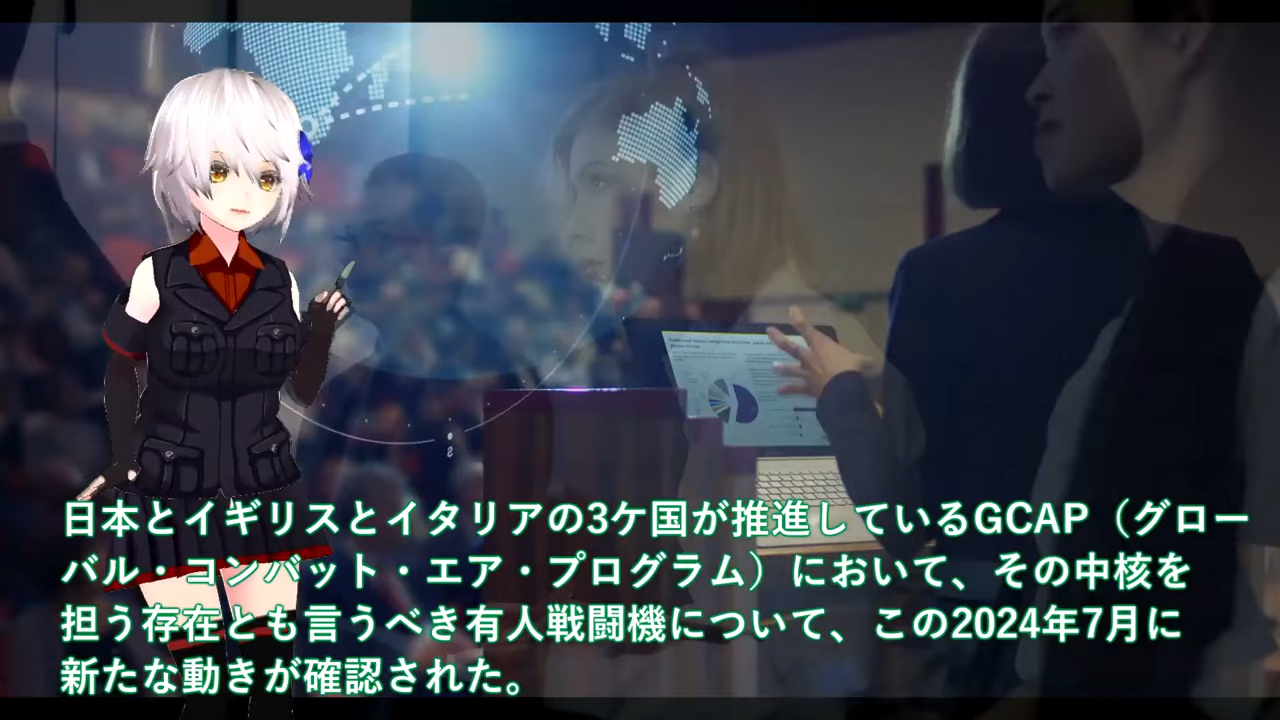 日本とイギリスとイタリアの3ケ国が推進しているGCAP（グロー
バル・コンバット・エア・プログラム）において、その中核を
担う存在とも言うべき有人戦闘機について、この2024年7月に
新たな動きが確認された。